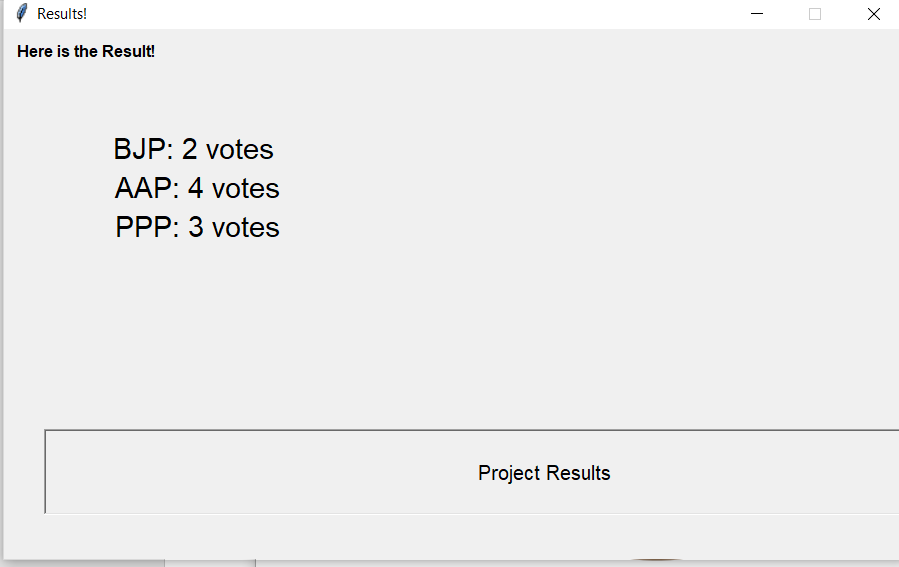 Results!
Here is the Result!
BJP: 2 votes
AAP: 4 votes
PPP: 3 votes
Project Results